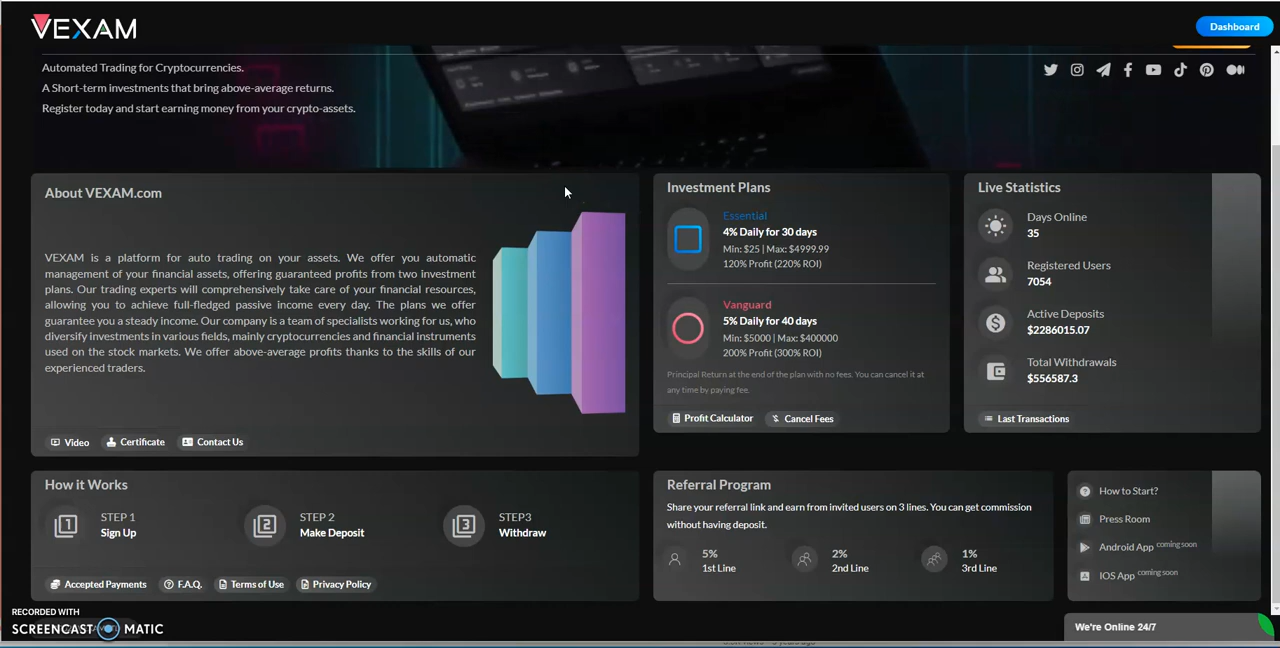 VEXAM
Dashboard
Automated Trading for Cryptocurrencies.
A Short-term investments that bring above-average returns.
Register today and start earning money from your crypto-assets.
About VEXAM.com
VEXAM is a platform for auto trading on your assets. We offer you automatic
management of your financial assets, offering guaranteed profits from two investment
plans. Our trading experts will comprehensively take care of your financial resources,
allowing you to achieve full-fledged passive income every day. The plans we offer
guarantee you a steady income. Our company is a team of specialists working for us, who
diversify investments in various fields, mainly cryptocurrencies and financial instruments
used on the stock markets. We offer above-average profits thanks to the skills of our
experienced traders.
Video
Certificate
Contact Us
Investment Plans
Essential
4% Daily for 30 days
Min: $25 | Max: $4999.99
120% Profit (220% ROI)
Vanguard
5% Daily for 40 days
Min: $5000 | Max: $400000
200% Profit (300% ROI)
Principal Return at the end of the plan with no fees. You can cancel it at
any time by paying fee.
Profit Calculator
Cancel Fees
Live Statistics
Days Online
35
Registered Users
7054
Active Deposits
$2286015.07
Total Withdrawals
$556587.3
Last Transactions
How it Works
1
STEP 1
Sign Up
2
STEP 2
Make Deposit
3
STEP3
Withdraw
Accepted Payments
F.A.Q.
Terms of Use
Privacy Policy
Referral Program
Share your referral link and earn from invited users on 3 lines. You can get commission
without having deposit.
5%
1st Line
2%
2nd Line
1%
3rd Line
How to Start?
Press Room
Android App coming soon
IOS App coming soon
RECORDED WITH
SCREENCAST MATIC
We're Online 24/7